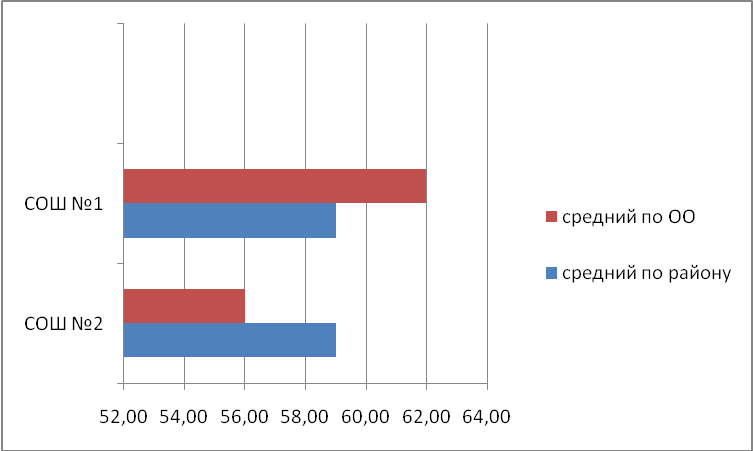 СОШ №1
СОШ №2
52,00 54,00 56,00 58,00 60,00 62,00 64,00
средний по ОО
средний по району